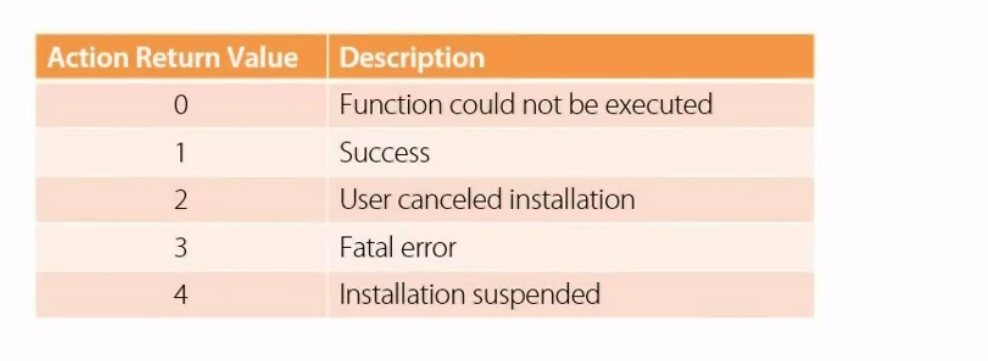 Action Return Value Description
0 Function could not be executed
1 Success
2 User canceled installation
3 Fatal error
4 Installation suspended